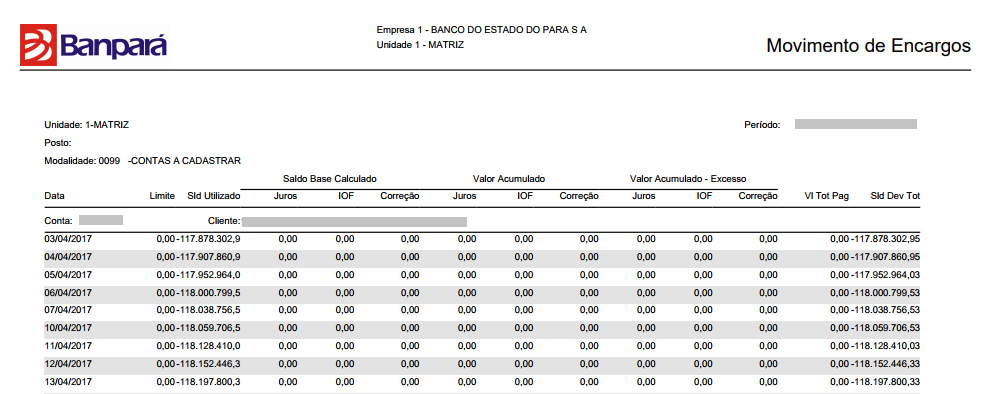 Banpará
Empresa 1 - BANCO DO ESTADO DO PARA S A
Unidade 1 - MATRIZ
Movimento de Encargos
Unidade: 1-MATRIZ
Período:
Posto:
Modalidade: 0099 -CONTAS A CADASTRAR
Saldo Base Calculado Valor Acumulado Valor Acumulado - Excesso
Data Limite Sld Utilizado Juros IOF Correção Juros IOF Correção Juros IOF Correção Vl Tot Pag Sld Dev Tot
Conta: Cliente:
03/04/2017 0,00 -117.878.302,9 0,00 0,00 0,00 0,00 0,00 0,00 0,00 0,00 0,00 0,00 -117.878.302,95
04/04/2017 0,00 -117.907.860,9 0,00 0,00 0,00 0,00 0,00 0,00 0,00 0,00 0,00 0,00 -117.907.860,95
05/04/2017 0,00 -117.952.964,0 0,00 0,00 0,00 0,00 0,00 0,00 0,00 0,00 0,00 0,00 -117.952.964,03
06/04/2017 0,00 -118.000.799,5 0,00 0,00 0,00 0,00 0,00 0,00 0,00 0,00 0,00 0,00 -118.000.799,53
07/04/2017 0,00 -118.038.756,5 0,00 0,00 0,00 0,00 0,00 0,00 0,00 0,00 0,00 0,00 -118.038.756,53
10/04/2017 0,00 -118.059.706,5 0,00 0,00 0,00 0,00 0,00 0,00 0,00 0,00 0,00 0,00 -118.059.706,53
11/04/2017 0,00 -118.128.410,0 0,00 0,00 0,00 0,00 0,00 0,00 0,00 0,00 0,00 0,00 -118.128.410,03
12/04/2017 0,00 -118.152.446,3 0,00 0,00 0,00 0,00 0,00 0,00 0,00 0,00 0,00 0,00 -118.152.446,33
13/04/2017 0,00 -118.197.800,3 0,00 0,00 0,00 0,00 0,00 0,00 0,00 0,00 0,00 0,00 -118.197.800,33